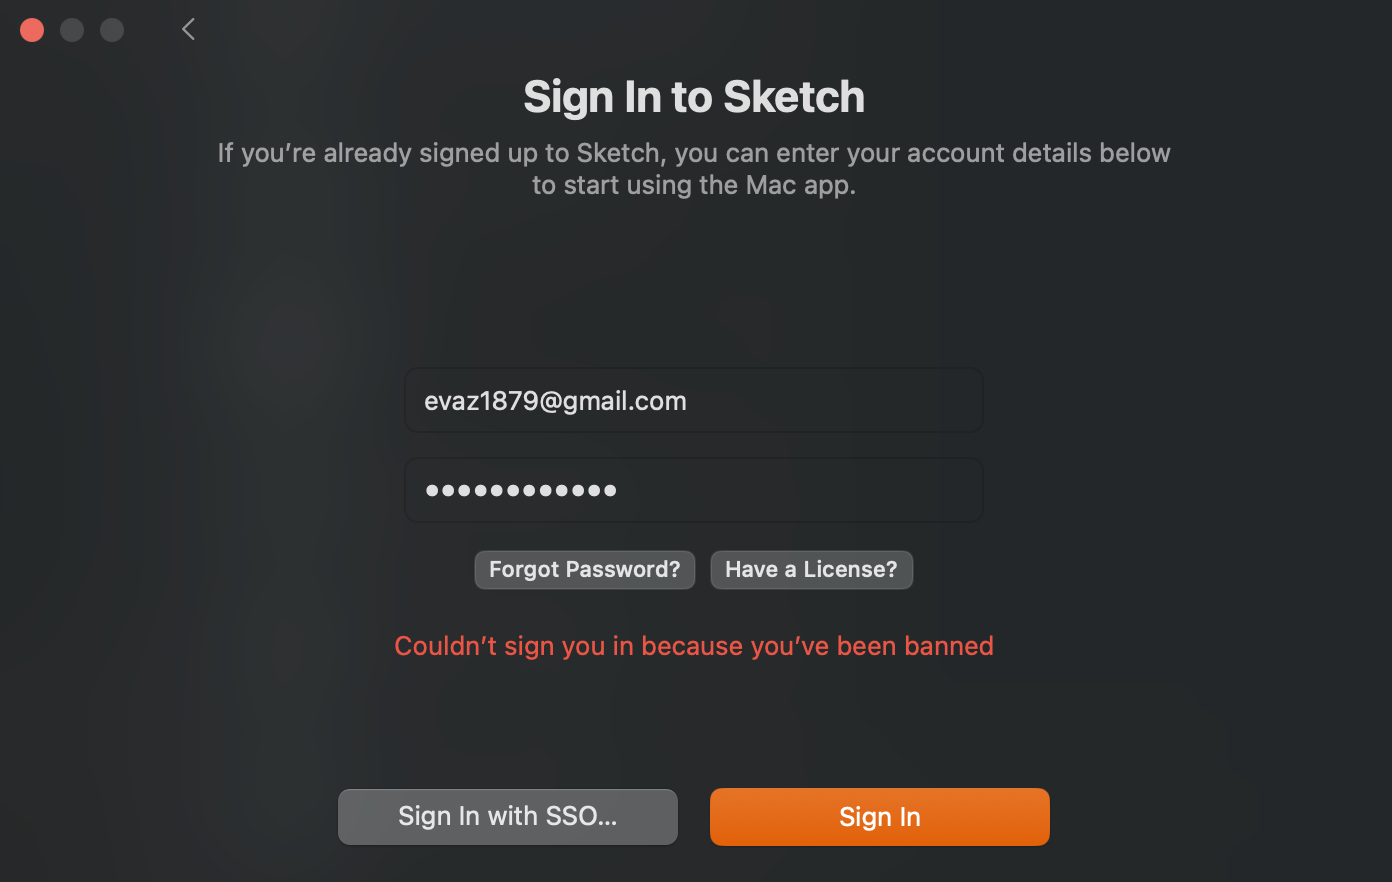 Sign In to Sketch
If you’re already signed up to Sketch, you can enter your account details below
to start using the Mac app.
evaz1879@gmail.com
••••••••••••
Forgot Password? Have a License?
Couldn’t sign you in because you’ve been banned
Sign In with SSO... Sign In